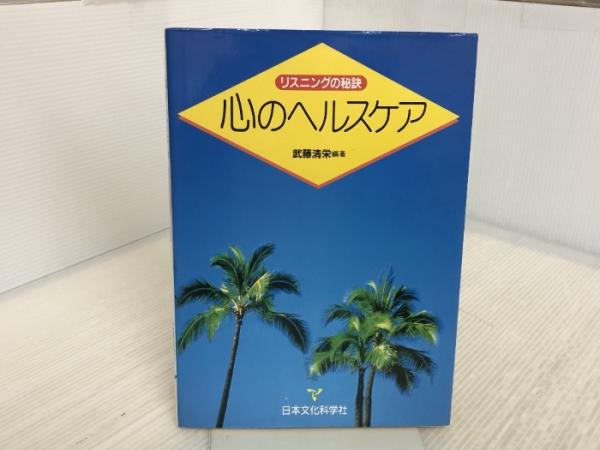 リスニングの秘訣
心のヘルスケア
武藤清栄編著
日本文化科学社